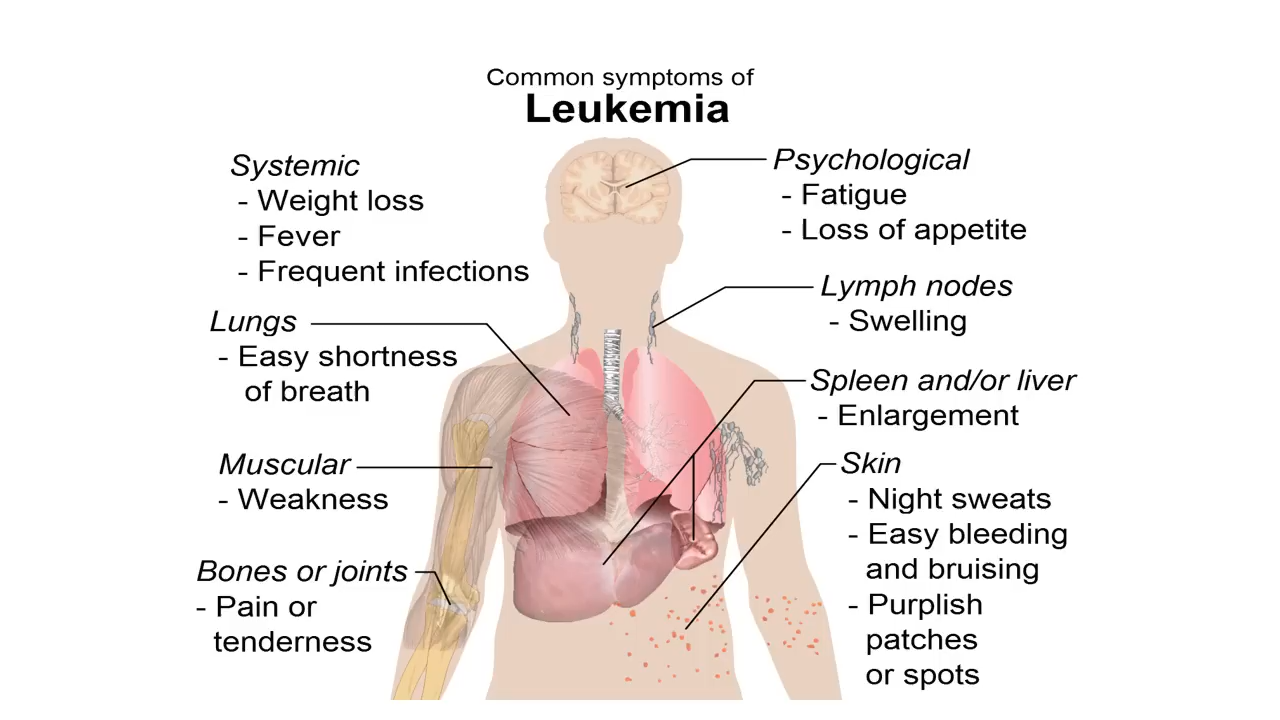 Common symptoms of
Leukemia
Systemic
- Weight loss
- Fever
- Frequent infections
Lungs
- Easy shortness
of breath
Muscular
- Weakness
Bones or joints
- Pain or
tenderness
Psychological
- Fatigue
- Loss of appetite
Lymph nodes
- Swelling
Spleen and/or liver
- Enlargement
Skin
- Night sweats
- Easy bleeding
and bruising
- Purplish
patches
or spots